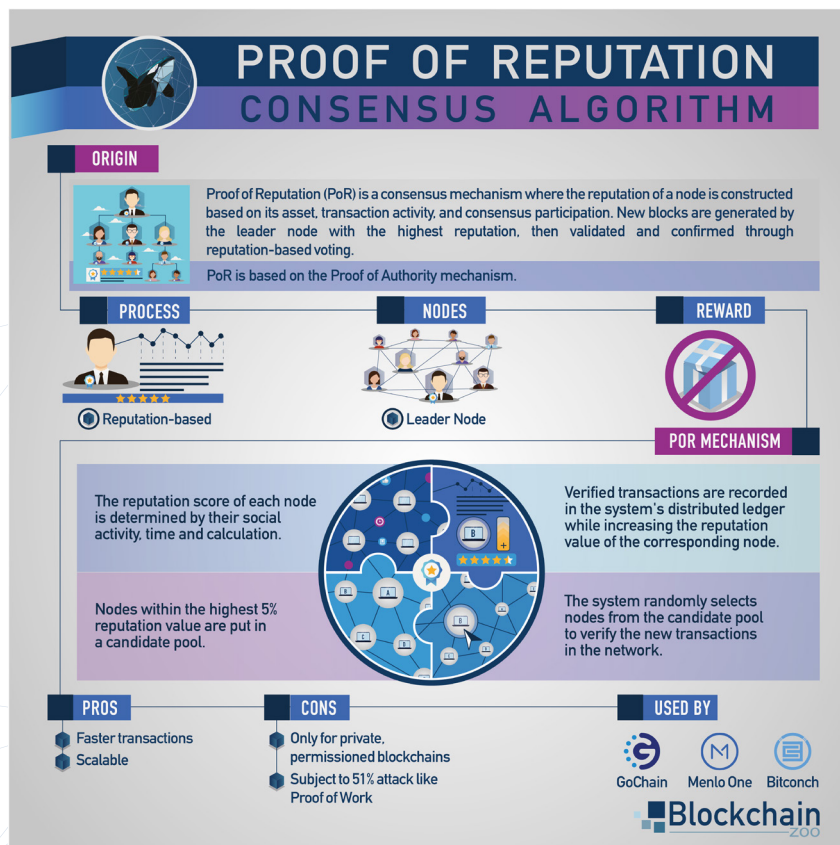 PROOF OF REPUTATION
CONSENSUS ALGORITHM
ORIGIN
Proof of Reputation (PoR) is a consensus mechanism where the reputation of a node is constructed
based on its asset, transaction activity, and consensus participation. New blocks are generated by
the leader node with the highest reputation, then validated and confirmed through
reputation-based voting.
PoR is based on the Proof of Authority mechanism.
PROCESS
NODES
REWARD
Reputation-based
Leader Node
POR MECHANISM
The reputation score of each node
is determined by their social
activity, time and calculation.
Verified transactions are recorded
in the system's distributed ledger
while increasing the reputation
value of the corresponding node.
B
Nodes within the highest 5%
reputation value are put in
a candidate pool.
A
C
The system randomly selects
nodes from the candidate pool
to verify the new transactions
in the network.
PROS
Faster transactions
Scalable
CONS
Only for private,
permissioned blockchains
Subject to 51% attack like
Proof of Work
USED BY
GoChain
Menlo One
Bitconch
Blockchain
ZOO